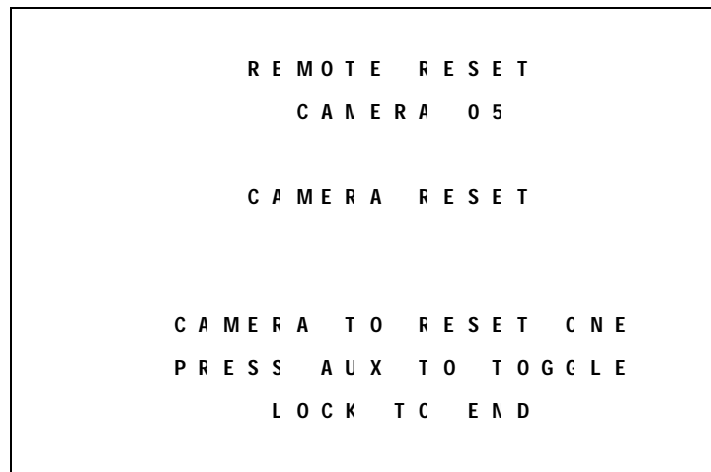 REMOTE RESET
CAMERA 05
CAMERA RESET
CAMERA TO RESET ONE
PRESS AUX TO TOGGLE
LOCK TO END